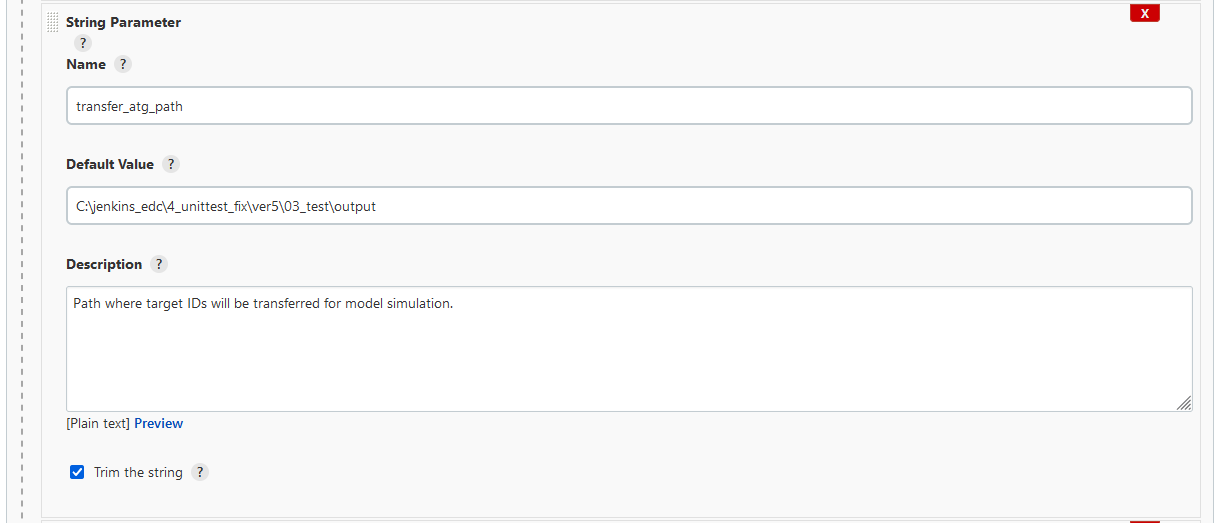 String Parameter
X
?
Name ?
transfer_atg_path
Default Value ?
C:\jenkins_edc\4_unittest_fix\ver5\03_test\output
Description ?
Path where target IDs will be transferred for model simulation.
[Plain text] Preview
Trim the string ?